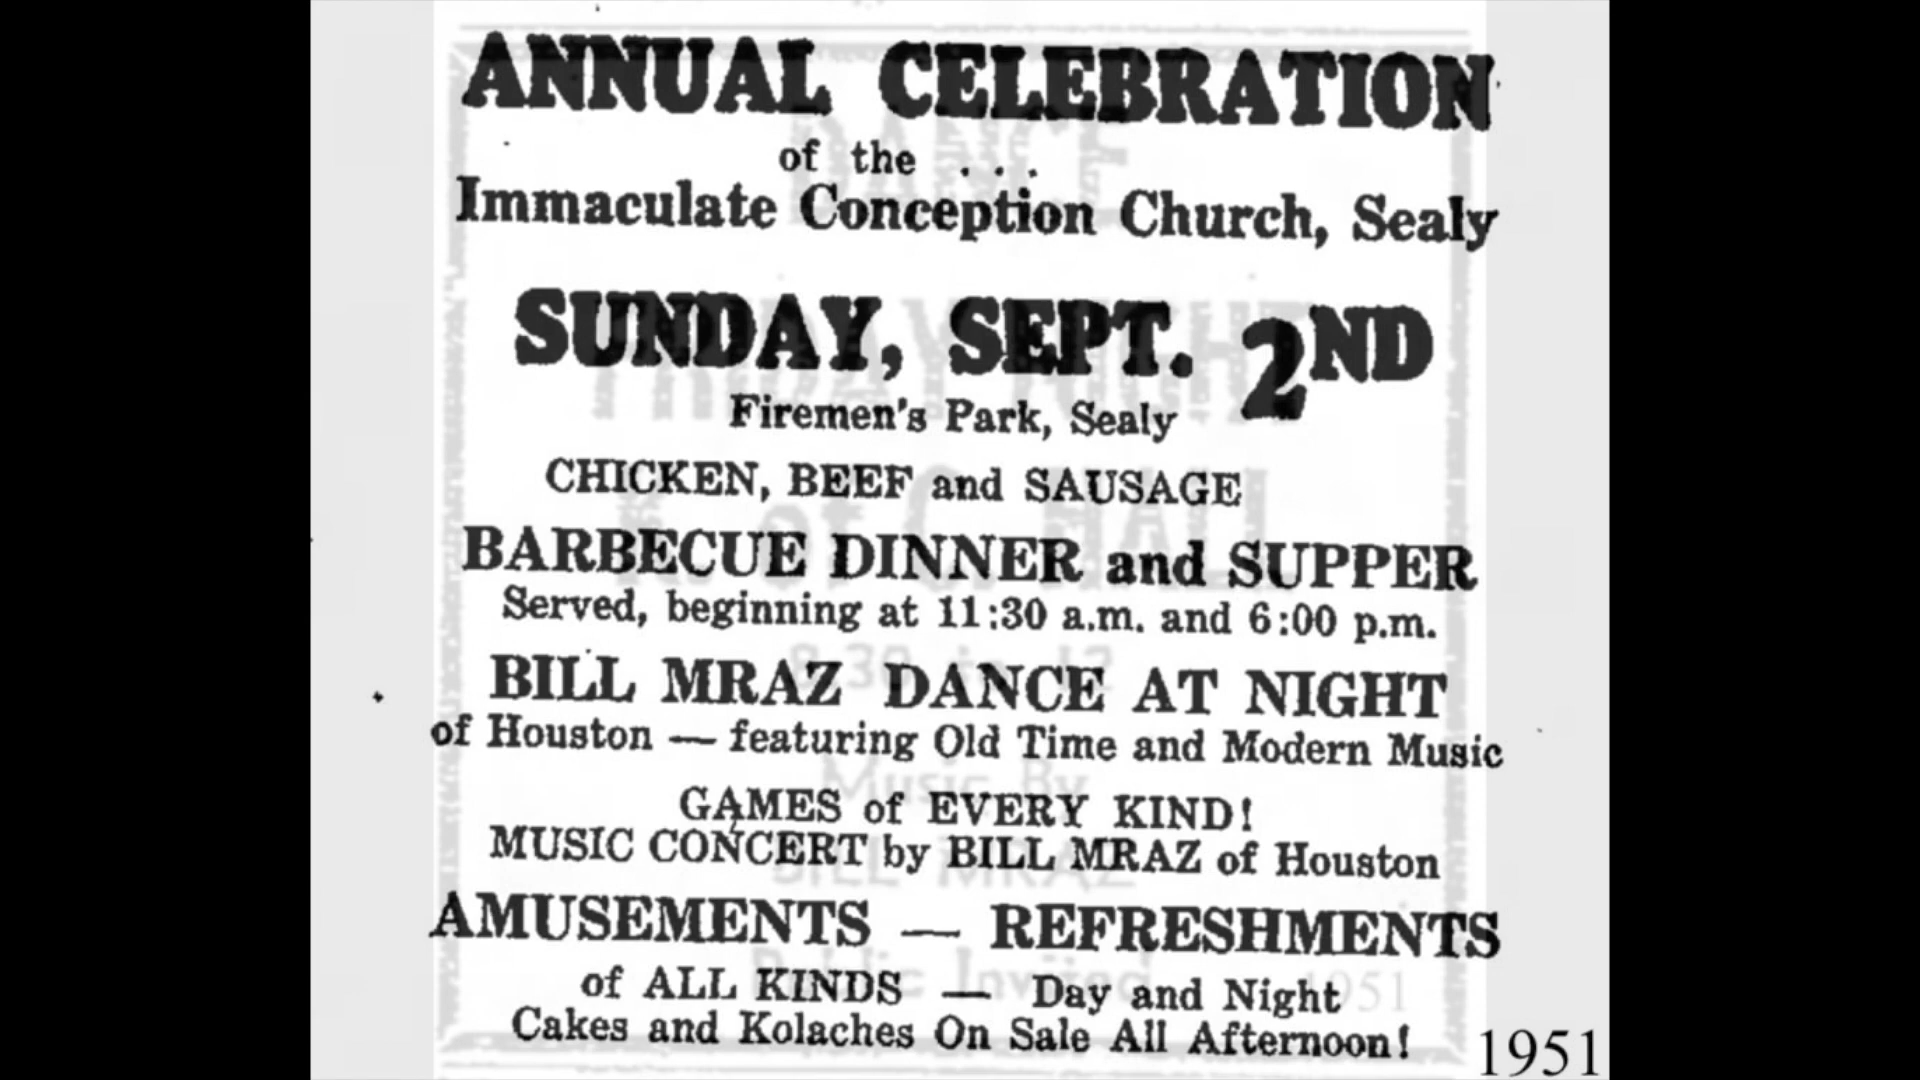 ANNUAL CELEBRATION
of the . . .
Immaculate Conception Church, Sealy
SUNDAY, SEPT. 2ND
Firemen's Park, Sealy
CHICKEN, BEEF and SAUSAGE
BARBECUE DINNER and SUPPER
Served, beginning at 11:30 a.m. and 6:00 p.m.
BILL MRAZ DANCE AT NIGHT
of Houston — featuring Old Time and Modern Music
GAMES of EVERY KIND!
MUSIC CONCERT by BILL MRAZ of Houston
AMUSEMENTS — REFRESHMENTS
of ALL KINDS — Day and Night
Cakes and Kolaches On Sale All Afternoon!
1951